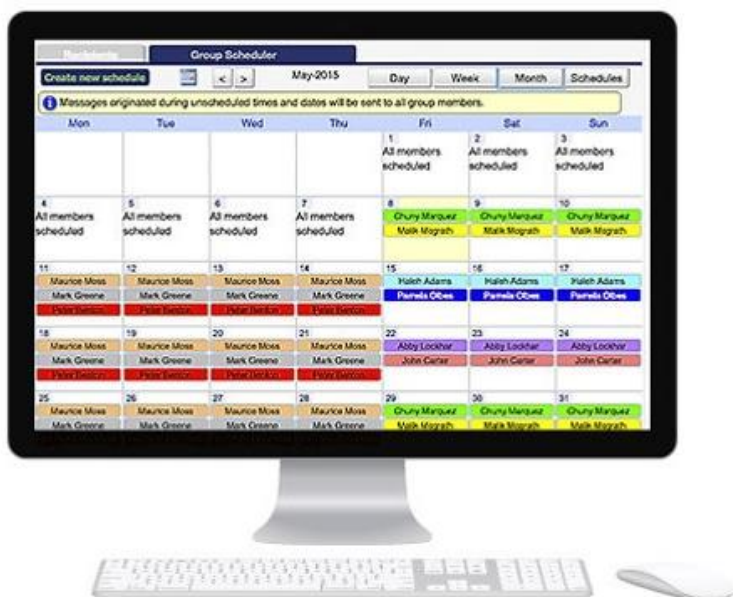 Recipients Group Scheduler
Create new schedule < > May-2015 Day Week Month Schedules
Messages originated during unscheduled times and dates will be sent to all group members.
Mon Tue Wed Thu Fri Sat Sun
1 2 3
All members All members All members
scheduled scheduled scheduled
4 5 6 7 8 9 10
All members All members All members All members Chuny Marquez Chuny Marquez Chuny Marquez
scheduled scheduled scheduled scheduled Malik Mcgrath Malik Mcgrath Malik Mcgrath
11 12 13 14 15 16 17
Maurice Moss Maurice Moss Maurice Moss Maurice Moss Haleh Adams Haleh Adams Haleh Adams
Mark Greene Mark Greene Mark Greene Mark Greene Pamela Olbes Pamela Olbes Pamela Olbes
Peter Benton Peter Benton Peter Benton Peter Benton
18 19 20 21 22 23 24
Maurice Moss Maurice Moss Maurice Moss Maurice Moss Abby Lockhar Abby Lockhar Abby Lockhar
Mark Greene Mark Greene Mark Greene Mark Greene John Carter John Carter John Carter
Peter Benton Peter Benton Peter Benton Peter Benton
25 26 27 28 29 30 31
Maurice Moss Maurice Moss Maurice Moss Maurice Moss Chuny Marquez Chuny Marquez Chuny Marquez
Mark Greene Mark Greene Mark Greene Mark Greene Malik Mcgrath Malik Mcgrath Malik Mcgrath